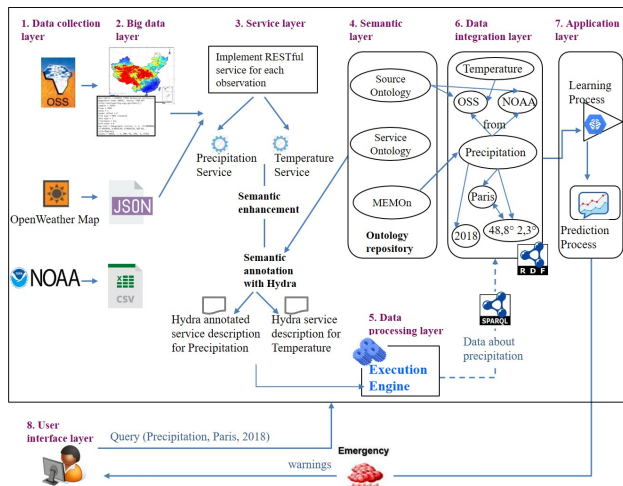 1. Data collection
layer
2. Big data
layer
3. Service layer
4. Semantic
layer
6. Data
integration layer
7. Application
layer
OSS
Implement RESTful
service for each
observation
Precipitation
Service
Temperature
Service
OpenWeather Map
JSON
Semantic
enhancement
NOAA
CSV
Semantic
annotation
with Hydra
Hydra annotated
service description
for Precipitation
Hydra service
description for
Temperature
Source
Ontology
Service
Ontology
MEMOn
Ontology
repository
Temperature
OSS
NOAA
from
Precipitation
Paris
2018
48,8° 2,3°
R D F
SPARQL
Learning
Process
Prediction
Process
5. Data
processing layer
Execution
Engine
Data about
precipitation
8. User
interface layer
Query (Precipitation, Paris, 2018)
warnings
Emergency